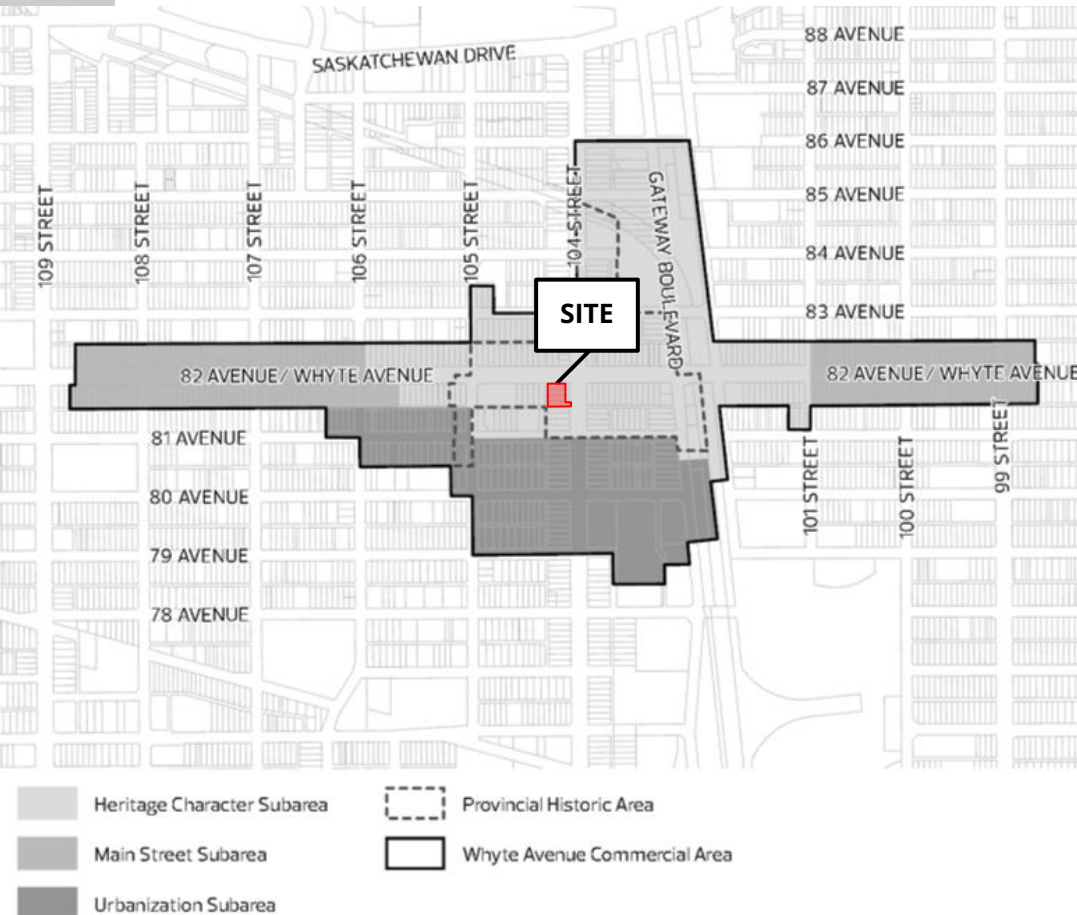 SASKATCHEWAN DRIVE
88 AVENUE
87 AVENUE
86 AVENUE
85 AVENUE
84 AVENUE
83 AVENUE
109 STREET
108 STREET
107 STREET
106 STREET
105 STREET
104 STREET
GATEWAY BOULEVARD
SITE
82 AVENUE/ WHYTE AVENUE
82 AVENUE/ WHYTE AVENUE
81 AVENUE
80 AVENUE
79 AVENUE
78 AVENUE
101 STREET
100 STREET
99 STREET
Heritage Character Subarea
Provincial Historic Area
Main Street Subarea
Whyte Avenue Commercial Area
Urbanization Subarea